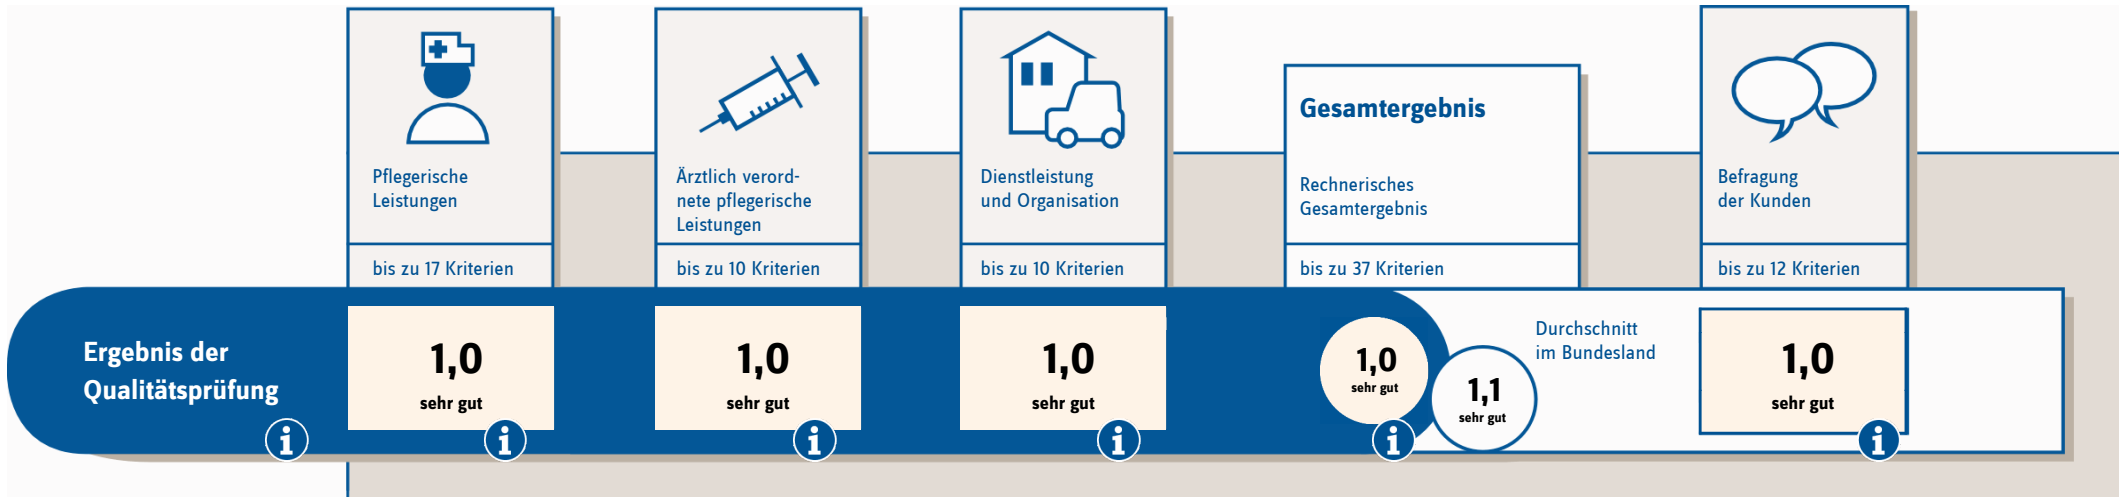 Pflegerische
Leistungen
bis zu 17 Kriterien
Ärztlich verord-
nete pflegerische
Leistungen
bis zu 10 Kriterien
Dienstleistung
und Organisation
bis zu 10 Kriterien
Gesamtergebnis
Rechnerisches
Gesamtergebnis
bis zu 37 Kriterien
Befragung
der Kunden
bis zu 12 Kriterien
Ergebnis der
Qualitätsprüfung
i
1,0
sehr gut
i
1,0
sehr gut
i
1,0
sehr gut
i
1,0
sehr gut
i
1,1
sehr gut
Durchschnitt
im Bundesland
1,0
sehr gut
i